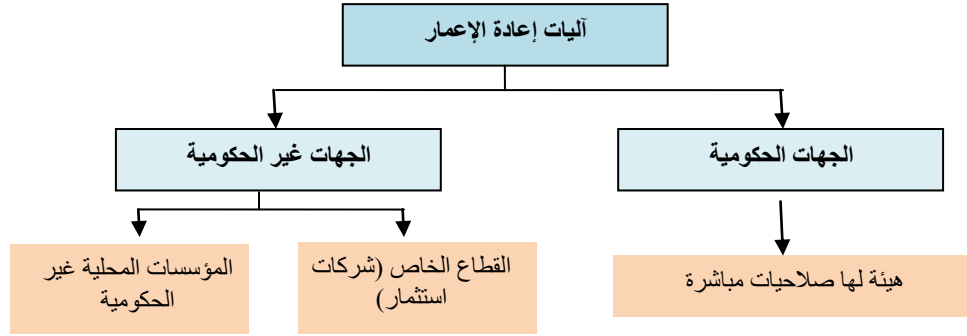 آليات إعادة الإعمار
الجهات الحكومية
الجهات غير الحكومية
هيئة لها صلاحيات مباشرة
القطاع الخاص (شركات
استثمار)
المؤسسات المحلية غير
الحكومية